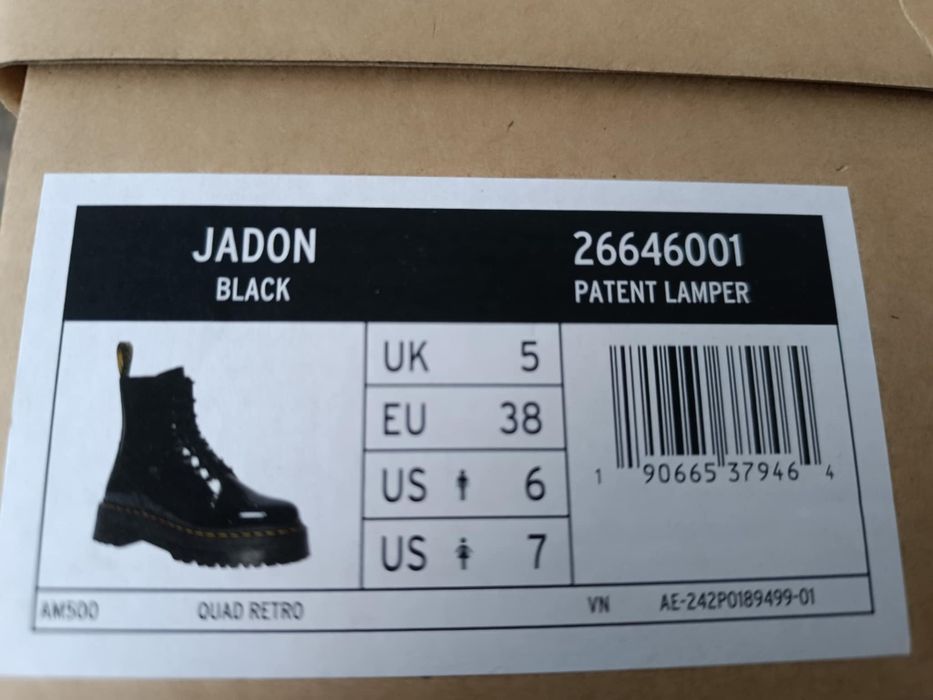 JADON
BLACK
26646001
PATENT LAMPER
UK 5
EU 38
US 6
US 7
1 90665 37946 4
AM500 QUAD RETRO VN AE-242P0189499-01